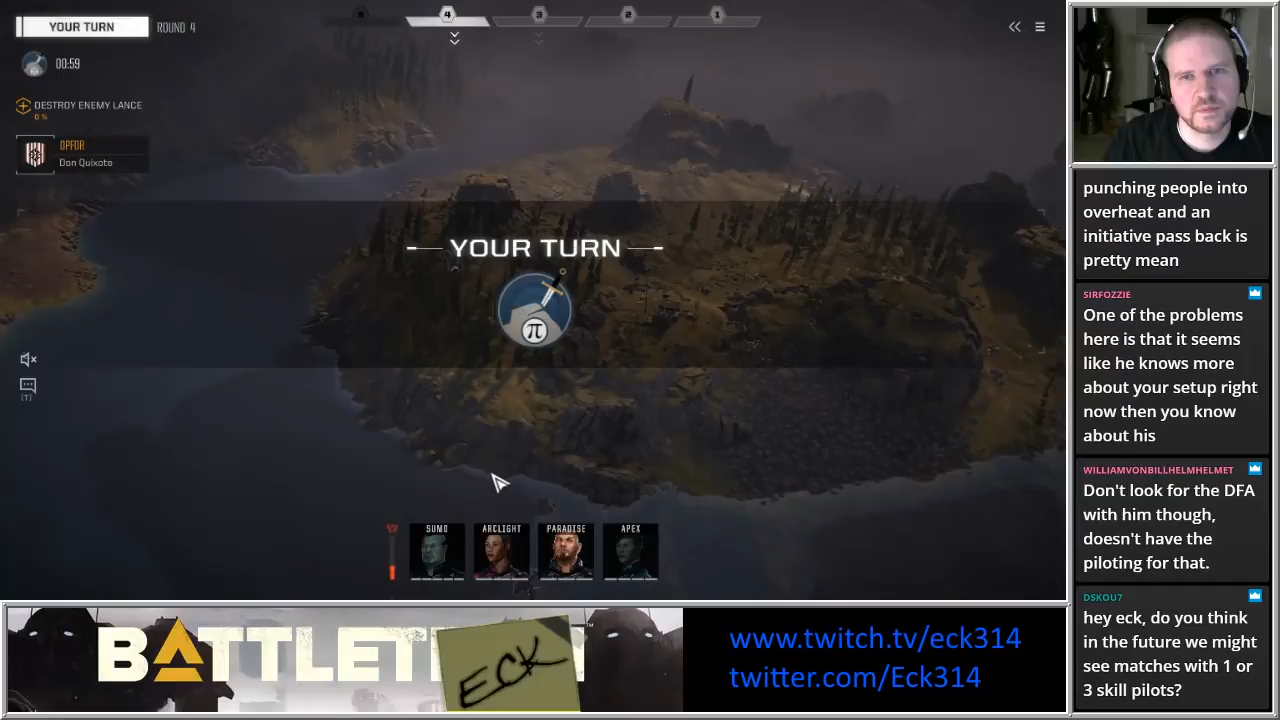 YOUR TURN
ROUND 4
5
4
3
2
1
00:59
DESTROY ENEMY LANCE
0 %
OPFOR
Don Quixote
YOUR TURN
π
(T)
SUMO
ARCLIGHT
PARADISE
APEX
BATTLETE
ECK
™
www.twitch.tv/eck314
twitter.com/Eck314
punching people into
overheat and an
initiative pass back is
pretty mean
SIRFOZZIE
One of the problems
here is that it seems
like he knows more
about your setup right
now then you know
about his
WILLIAMVONBILLHELMHELMET
Don't look for the DFA
with him though,
doesn't have the
piloting for that.
DSKOU7
hey eck, do you think
in the future we might
see matches with 1 or
3 skill pilots?